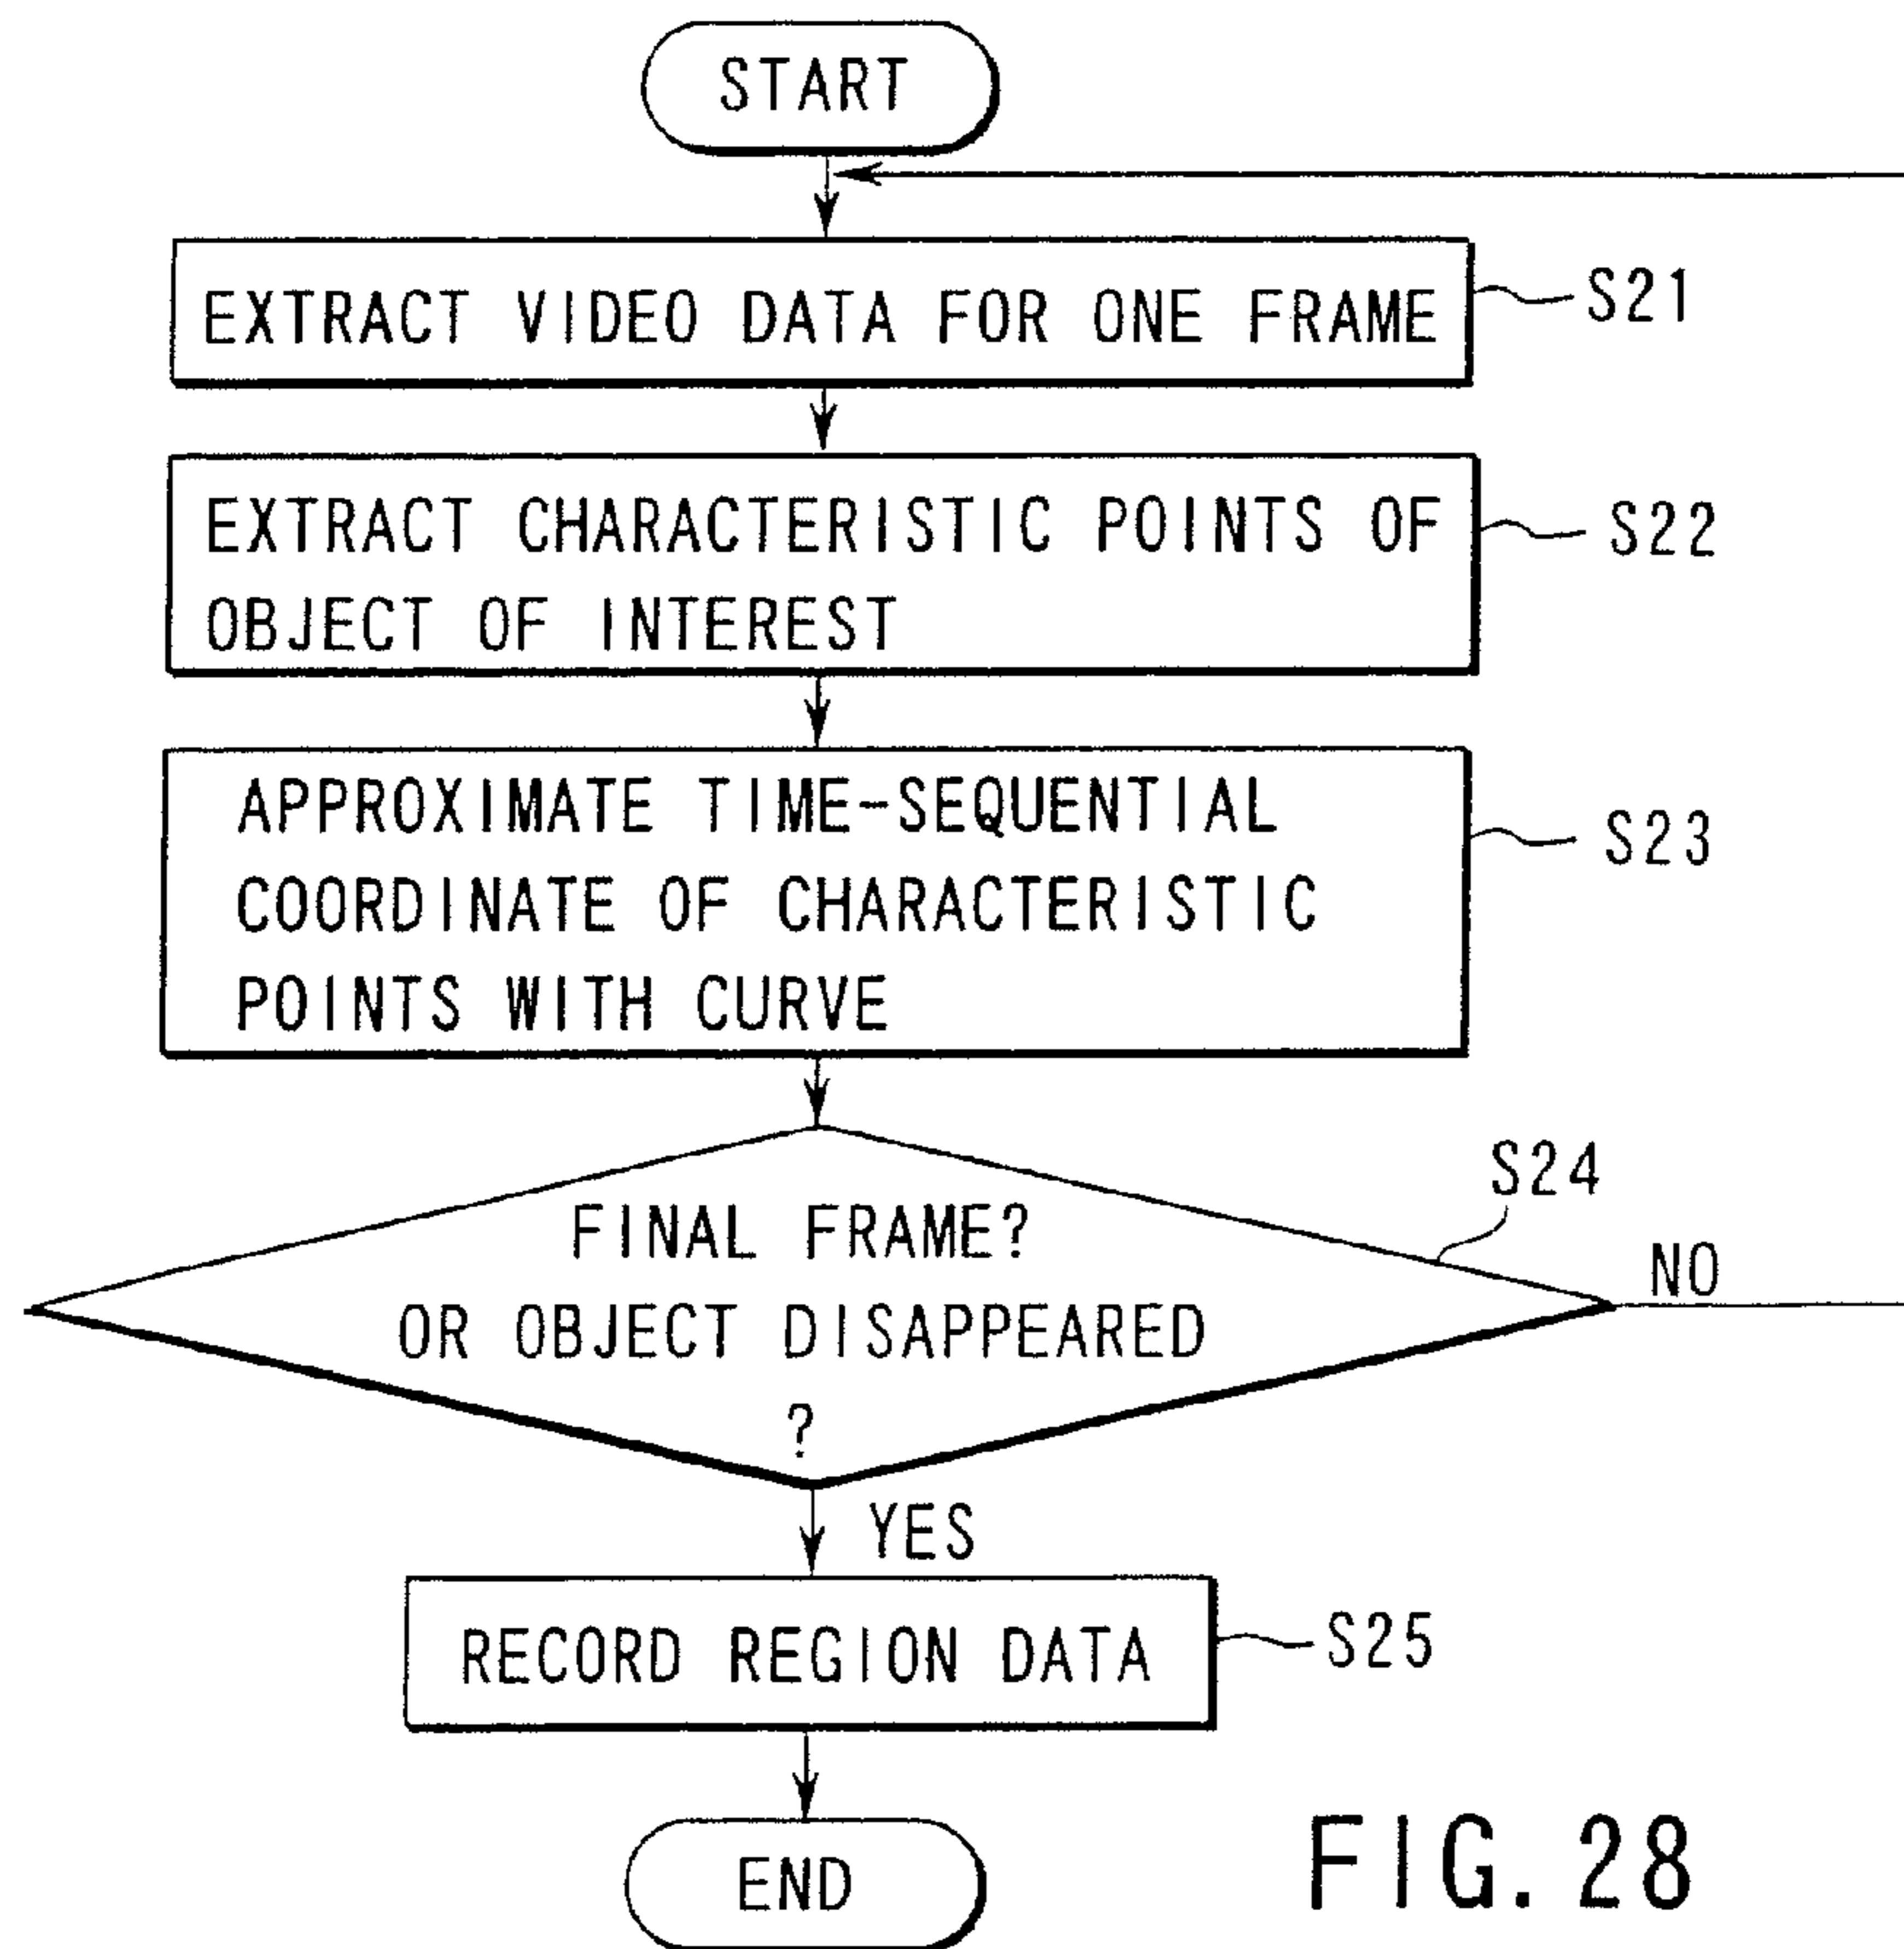 START
EXTRACT VIDEO DATA FOR ONE FRAME
S21
EXTRACT CHARACTERISTIC POINTS OF
OBJECT OF INTEREST
S22
APPROXIMATE TIME-SEQUENTIAL
COORDINATE OF CHARACTERISTIC
POINTS WITH CURVE
S23
S24
FINAL FRAME?
OR OBJECT DISAPPEARED
?
NO
YES
RECORD REGION DATA
S25
END
FIG. 28